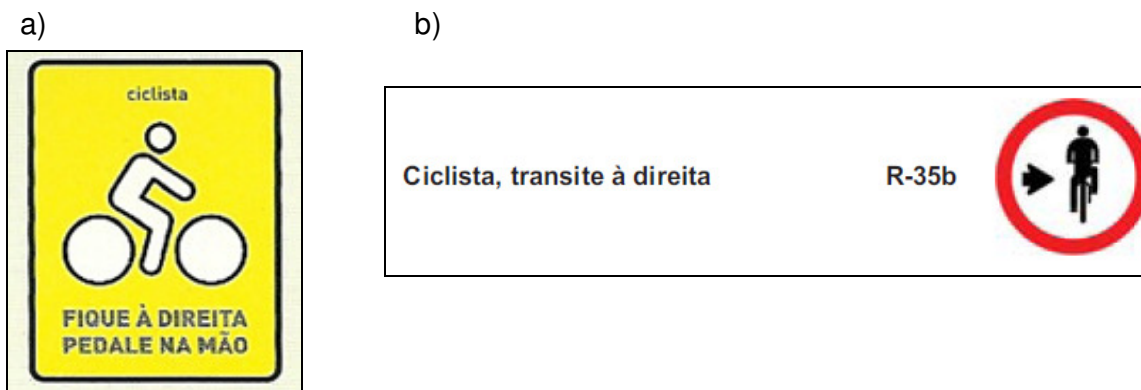 a)
b)
ciclista
FIQUE À DIREITA
PEDALE NA MÃO
Ciclista, transite à direita R-35b